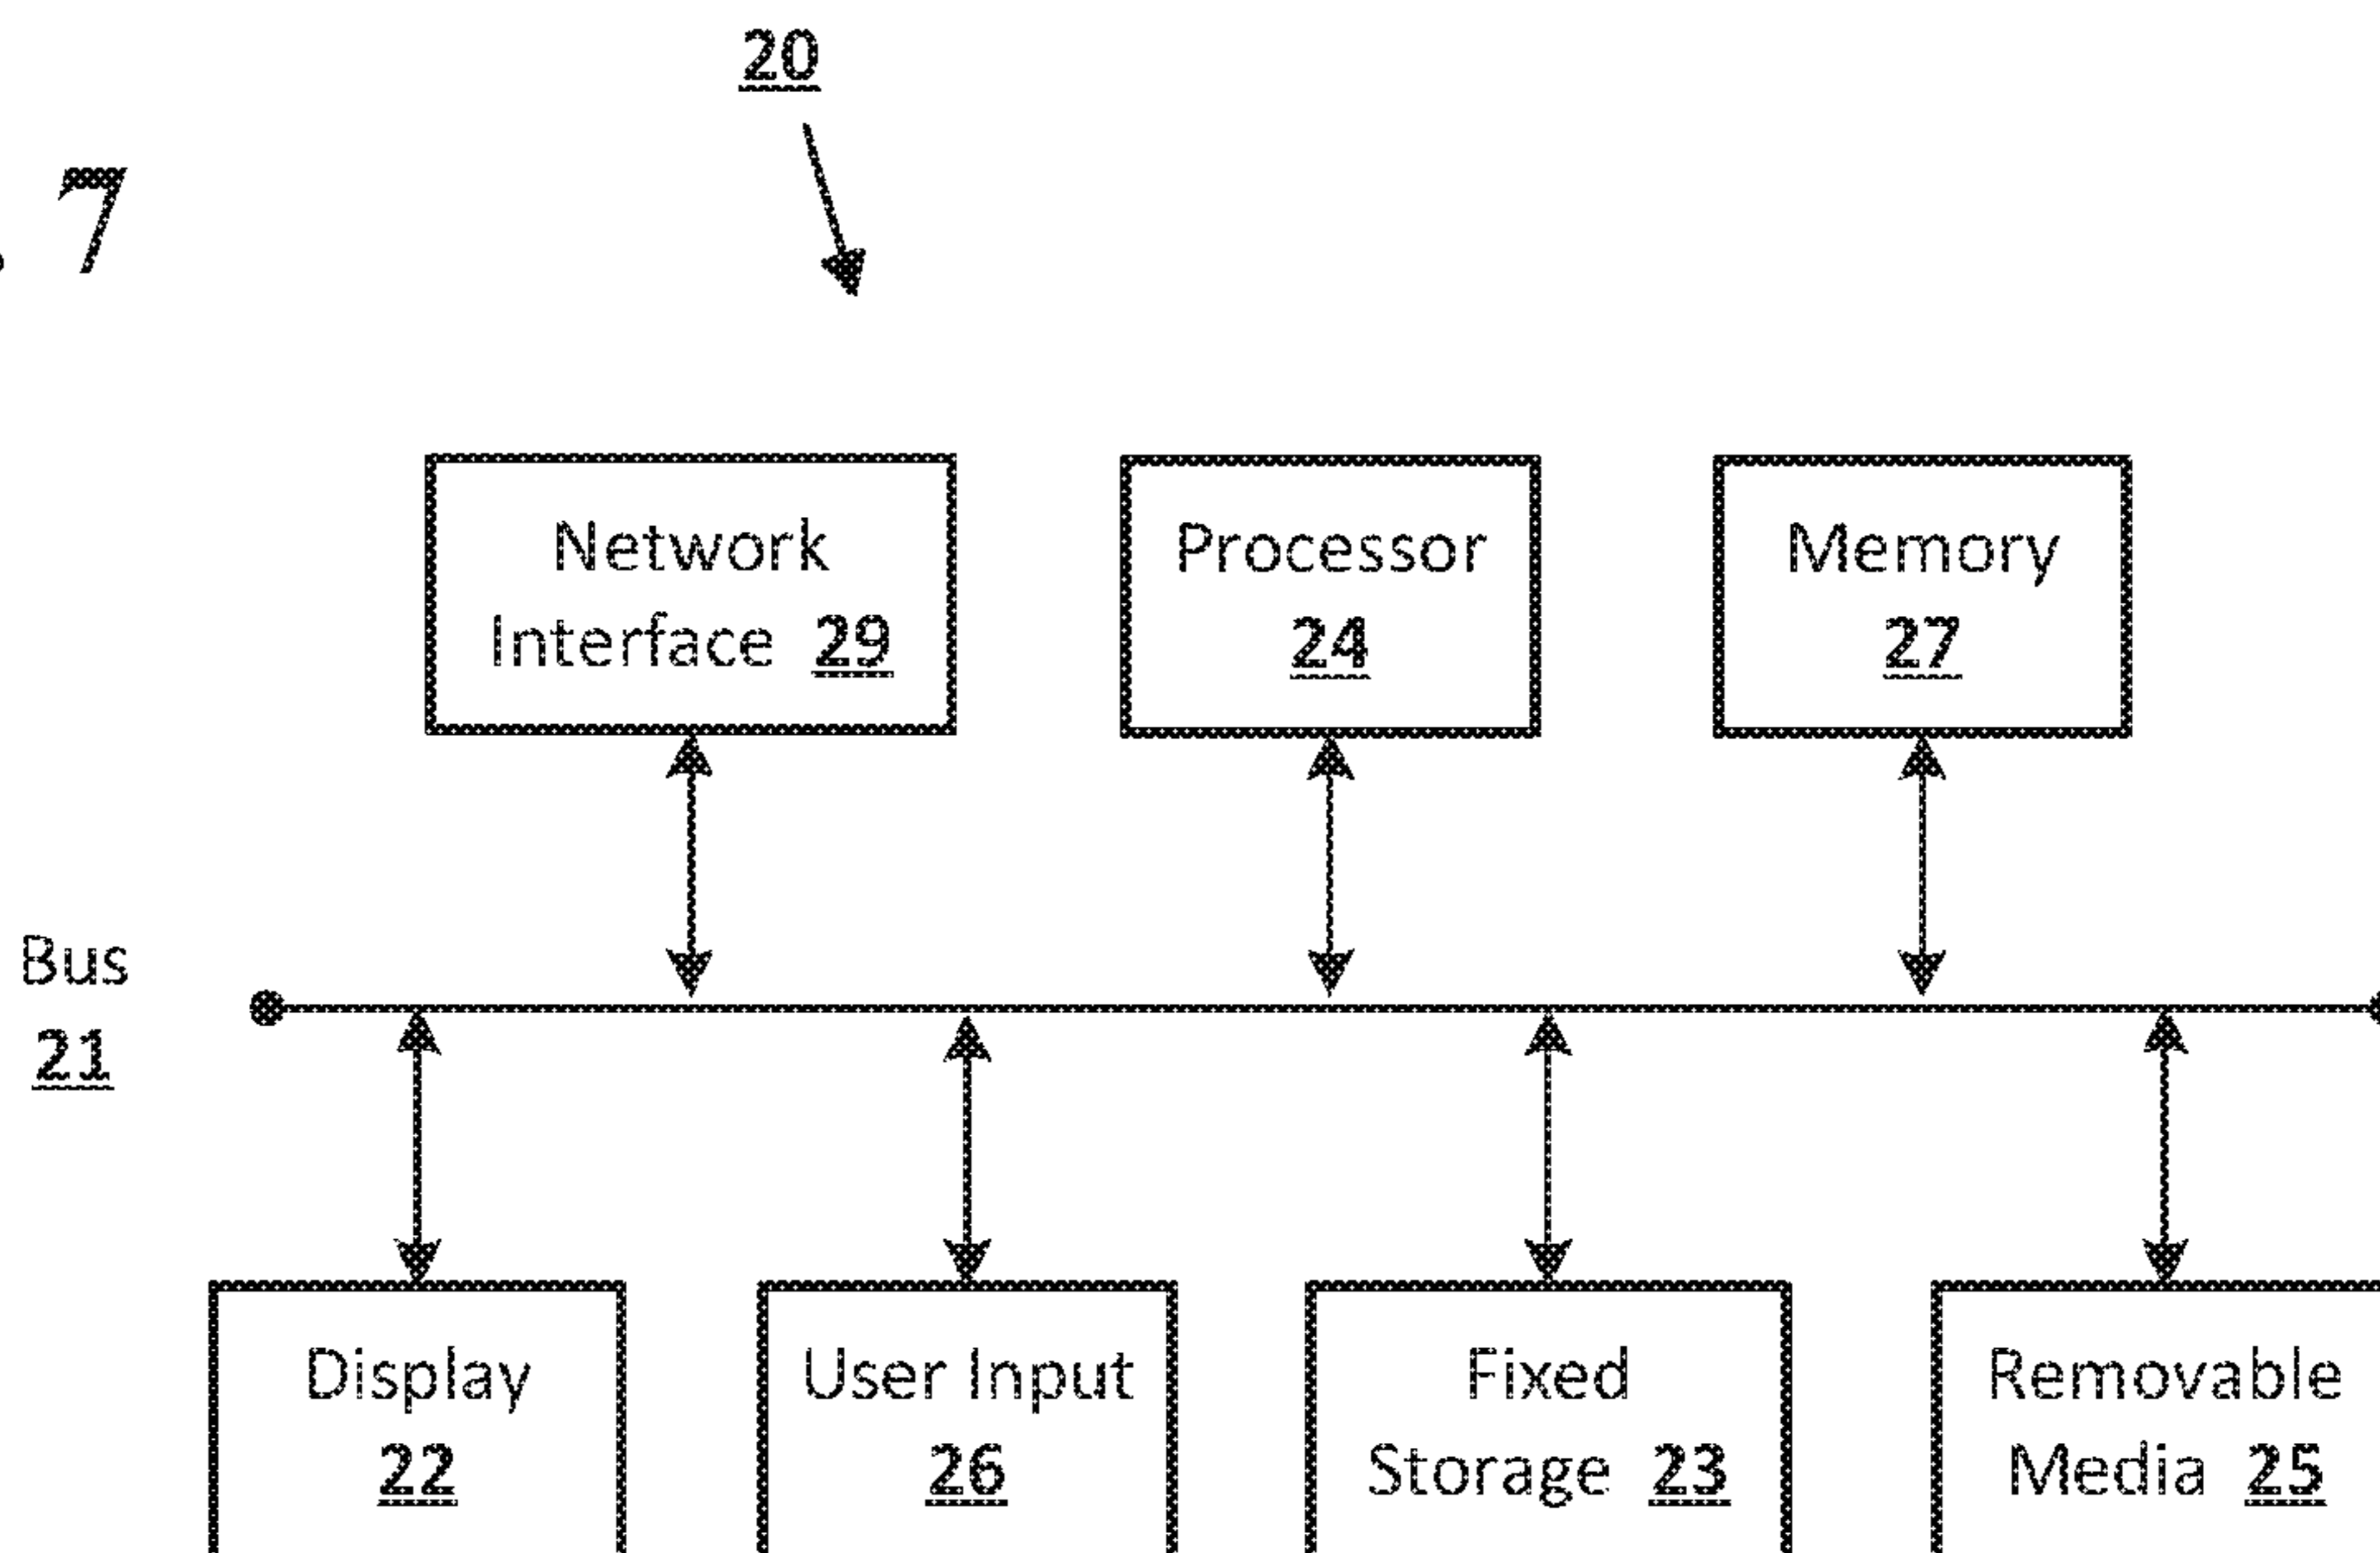 20
. 7
Network
Interface 29
Processor
24
Memory
27
Bus
21
Display
22
User Input
26
Fixed
Storage 23
Removable
Media 25